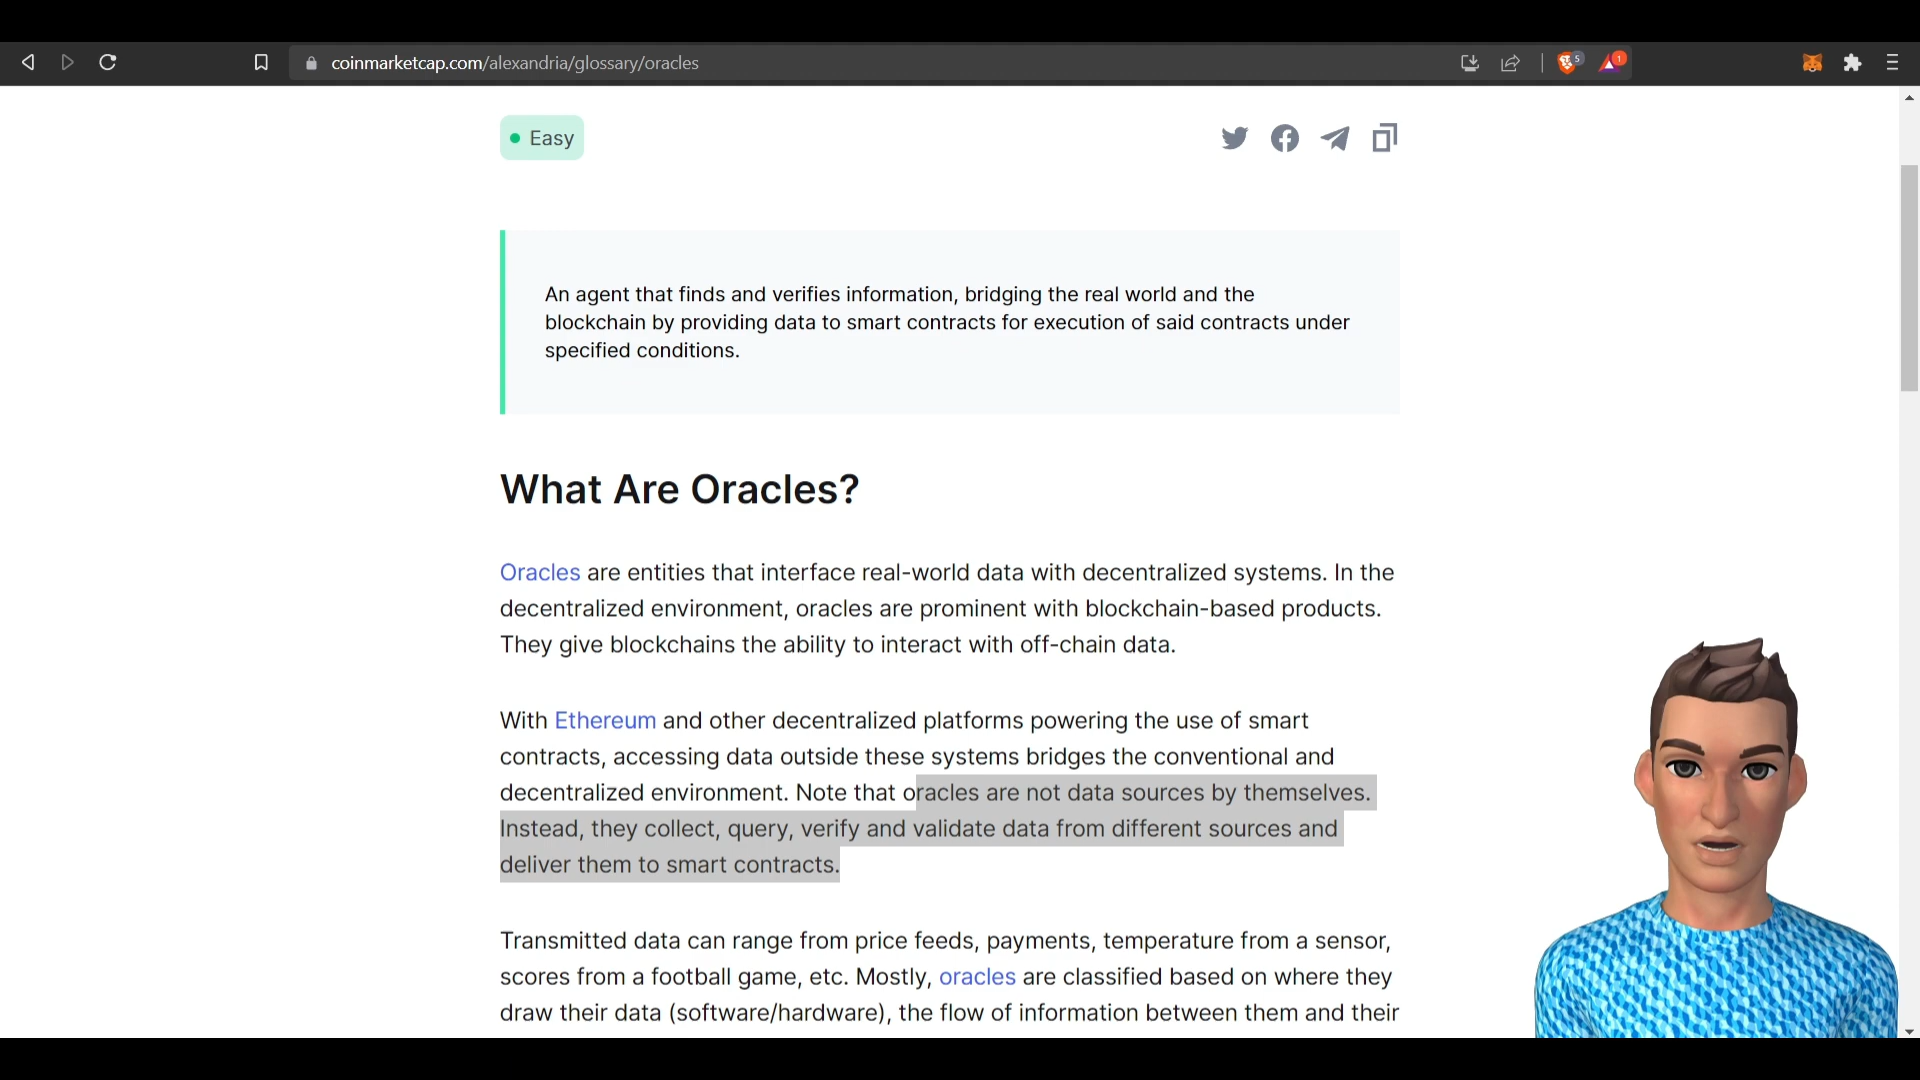 coinmarketcap.com/alexandria/glossary/oracles
5
1
Easy
An agent that finds and verifies information, bridging the real world and the
blockchain by providing data to smart contracts for execution of said contracts under
specified conditions.
What Are Oracles?
Oracles are entities that interface real-world data with decentralized systems. In the
decentralized environment, oracles are prominent with blockchain-based products.
They give blockchains the ability to interact with off-chain data.
With Ethereum and other decentralized platforms powering the use of smart
contracts, accessing data outside these systems bridges the conventional and
decentralized environment. Note that oracles are not data sources by themselves.
Instead, they collect, query, verify and validate data from different sources and
deliver them to smart contracts.
Transmitted data can range from price feeds, payments, temperature from a sensor,
scores from a football game, etc. Mostly, oracles are classified based on where they
draw their data (software/hardware), the flow of information between them and their